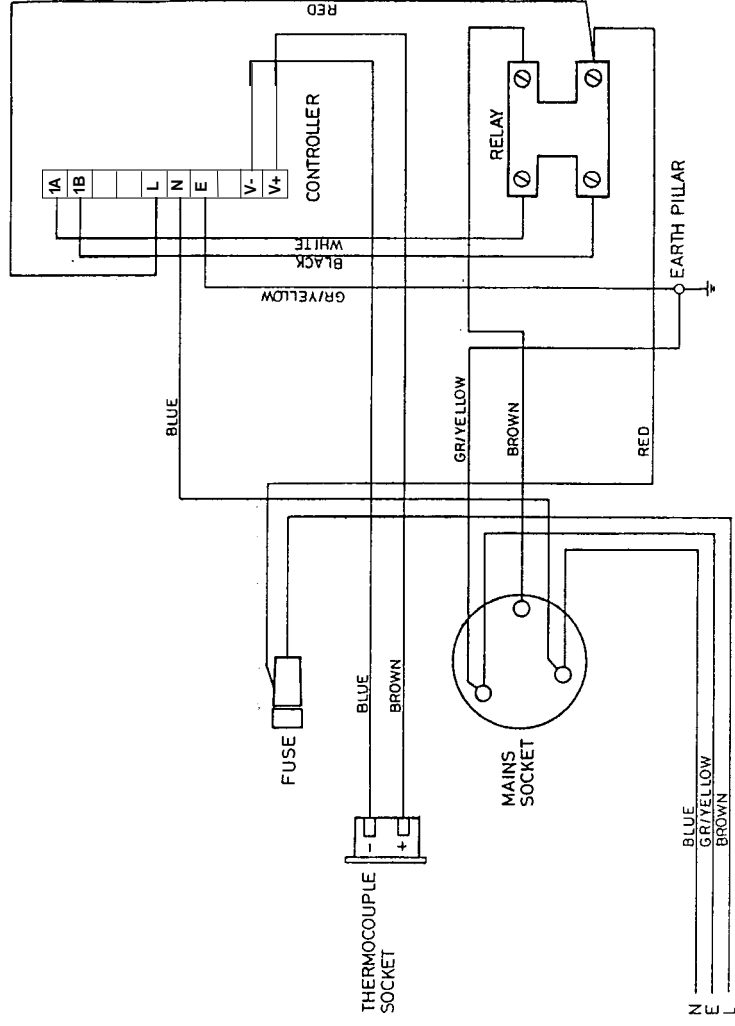 RED
1A
1B
L
N
E
V-
V+
CONTROLLER
RELAY
WHITE
BLACK
GR/YELLOW
EARTH PILLAR
BLUE
GR/YELLOW
BROWN
RED
FUSE
BLUE
BROWN
MAINS
SOCKET
-
+
THERMOCOUPLE
SOCKET
BLUE
GR/YELLOW
BROWN
N
E
L